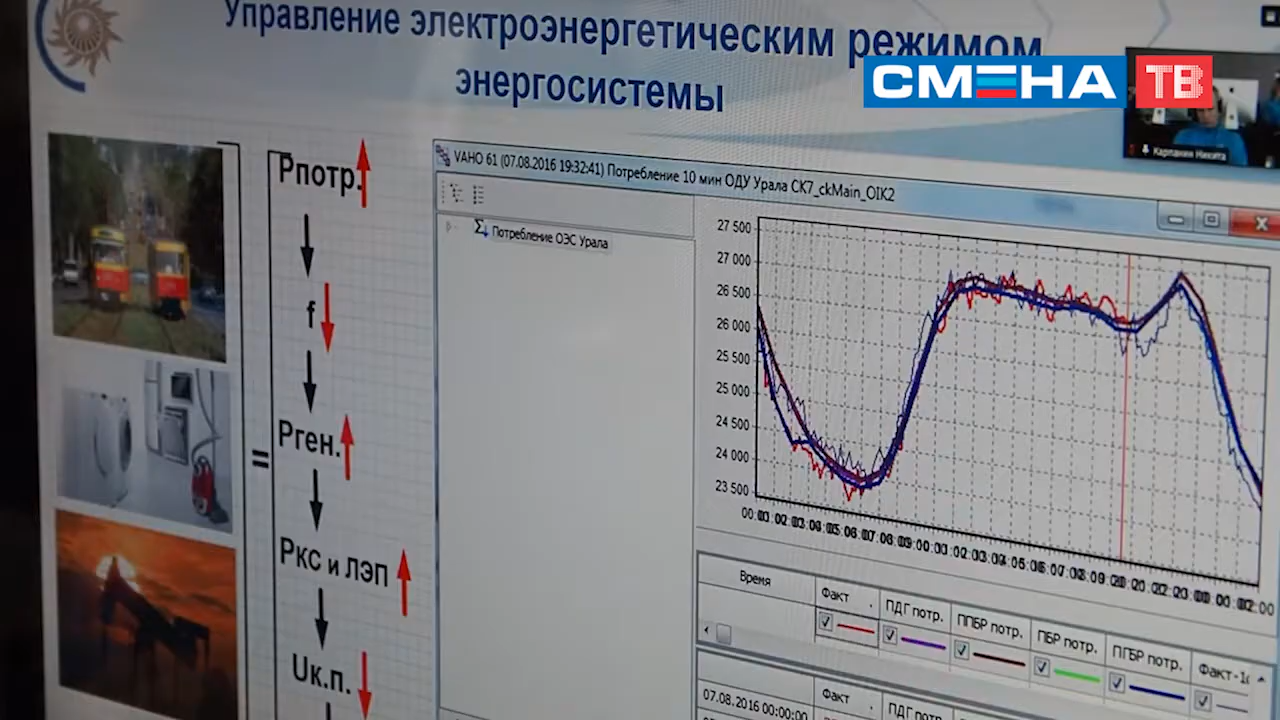 Управление электроэнергетическим режимом
энергосистемы
СМЕНА ТВ
Карпанин Никита
Рпотр.
f
Рген.
Ркс и ЛЭП
Uк.п.
=
VAHO 61 (07.08.2016 19:32:41) Потребление 10 мин ОДУ Урала СК7_ckMain_OIK2
Потребление ОЭС Урала
27 500
27 000
26 500
26 000
25 500
25 000
24 500
24 000
23 500
Время
Факт
ПДГ потр.
ППБР потр.
ПБР потр.
ПГБР потр.
07.08.2016 00:00:00
Факт
ПДГ потр.